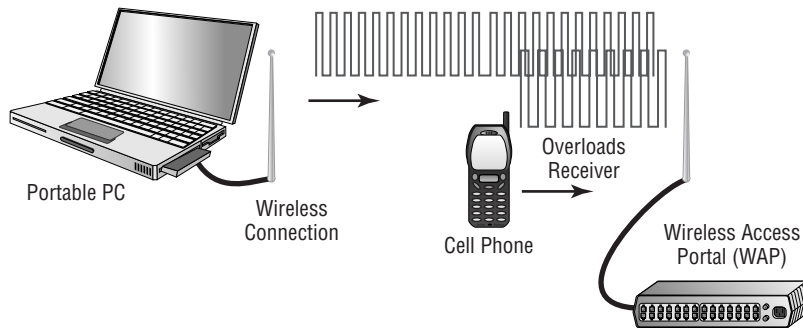 Portable PC
Wireless
Connection
Cell Phone
Overloads
Receiver
Wireless Access
Portal (WAP)